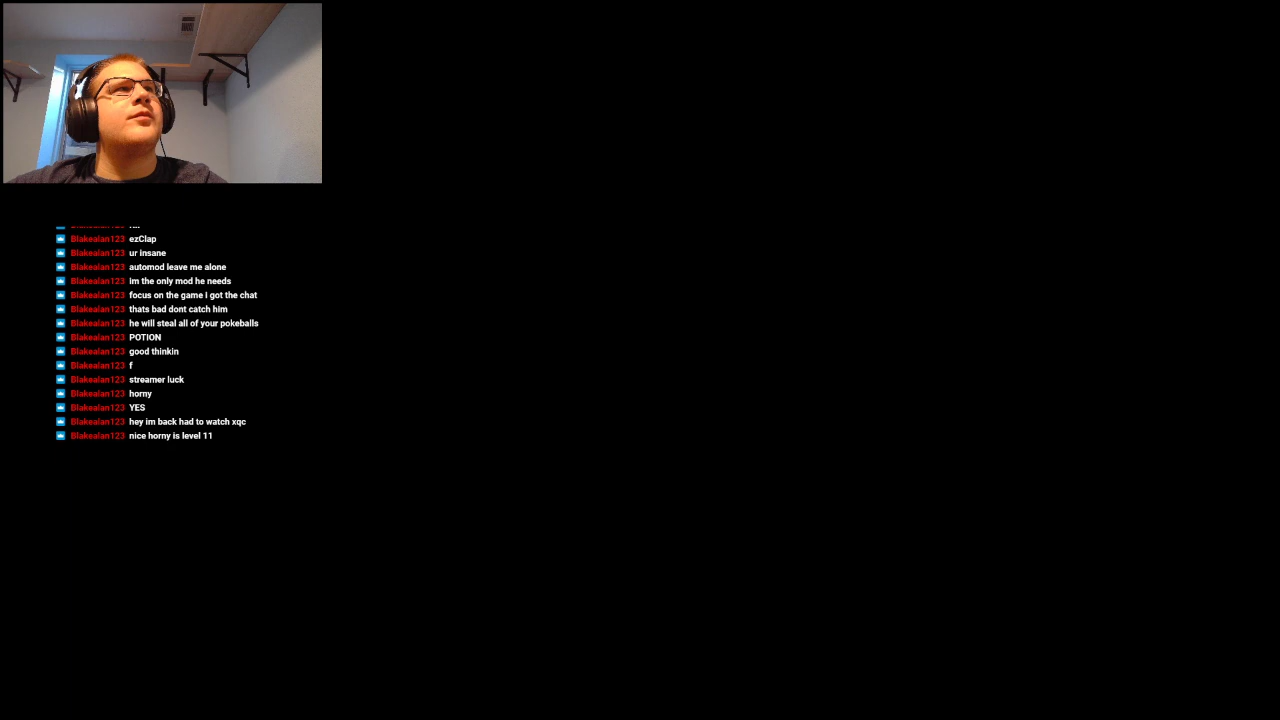 Blakealan123 ezClap
Blakealan123 ur insane
Blakealan123 automod leave me alone
Blakealan123 im the only mod he needs
Blakealan123 focus on the game i got the chat
Blakealan123 thats bad dont catch him
Blakealan123 he will steal all of your pokeballs
Blakealan123 POTION
Blakealan123 good thinkin
Blakealan123 f
Blakealan123 streamer luck
Blakealan123 horny
Blakealan123 YES
Blakealan123 hey im back had to watch xqc
Blakealan123 nice horny is level 11